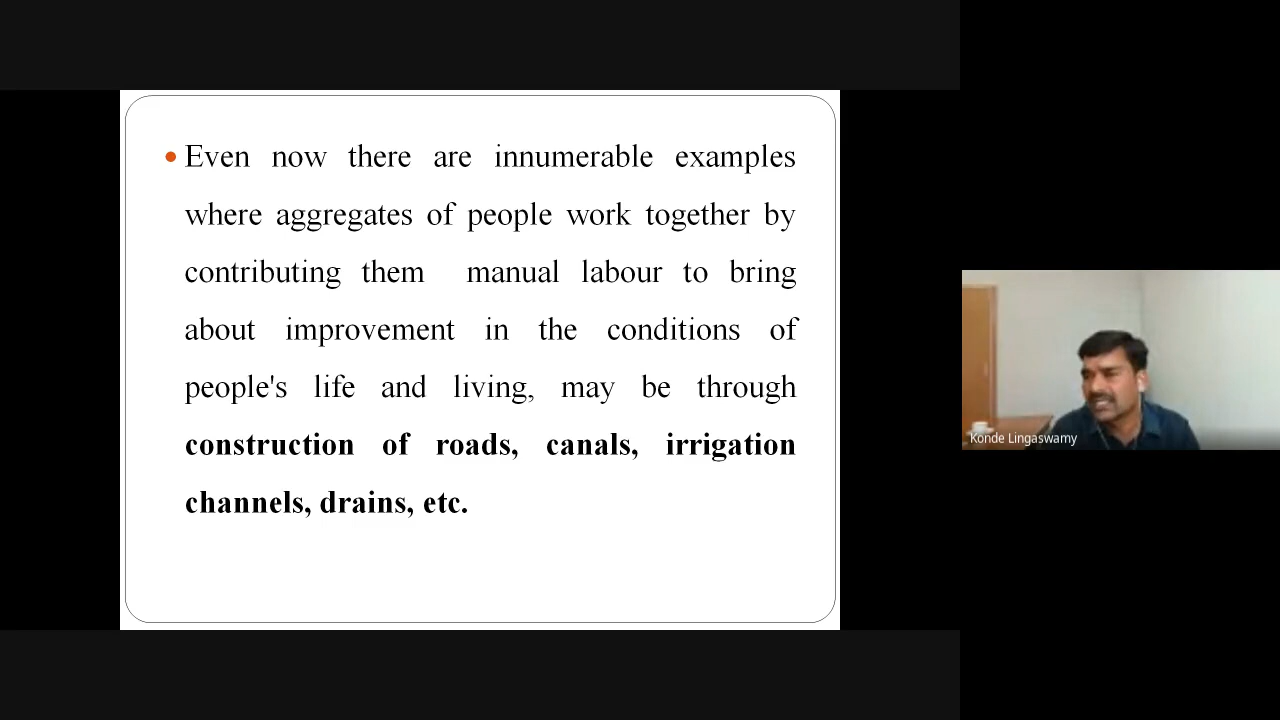 Even now there are innumerable examples
where aggregates of people work together by
contributing them manual labour to bring
about improvement in the conditions of
people's life and living, may be through
construction of roads, canals, irrigation
channels, drains, etc.
Konde Lingaswamy